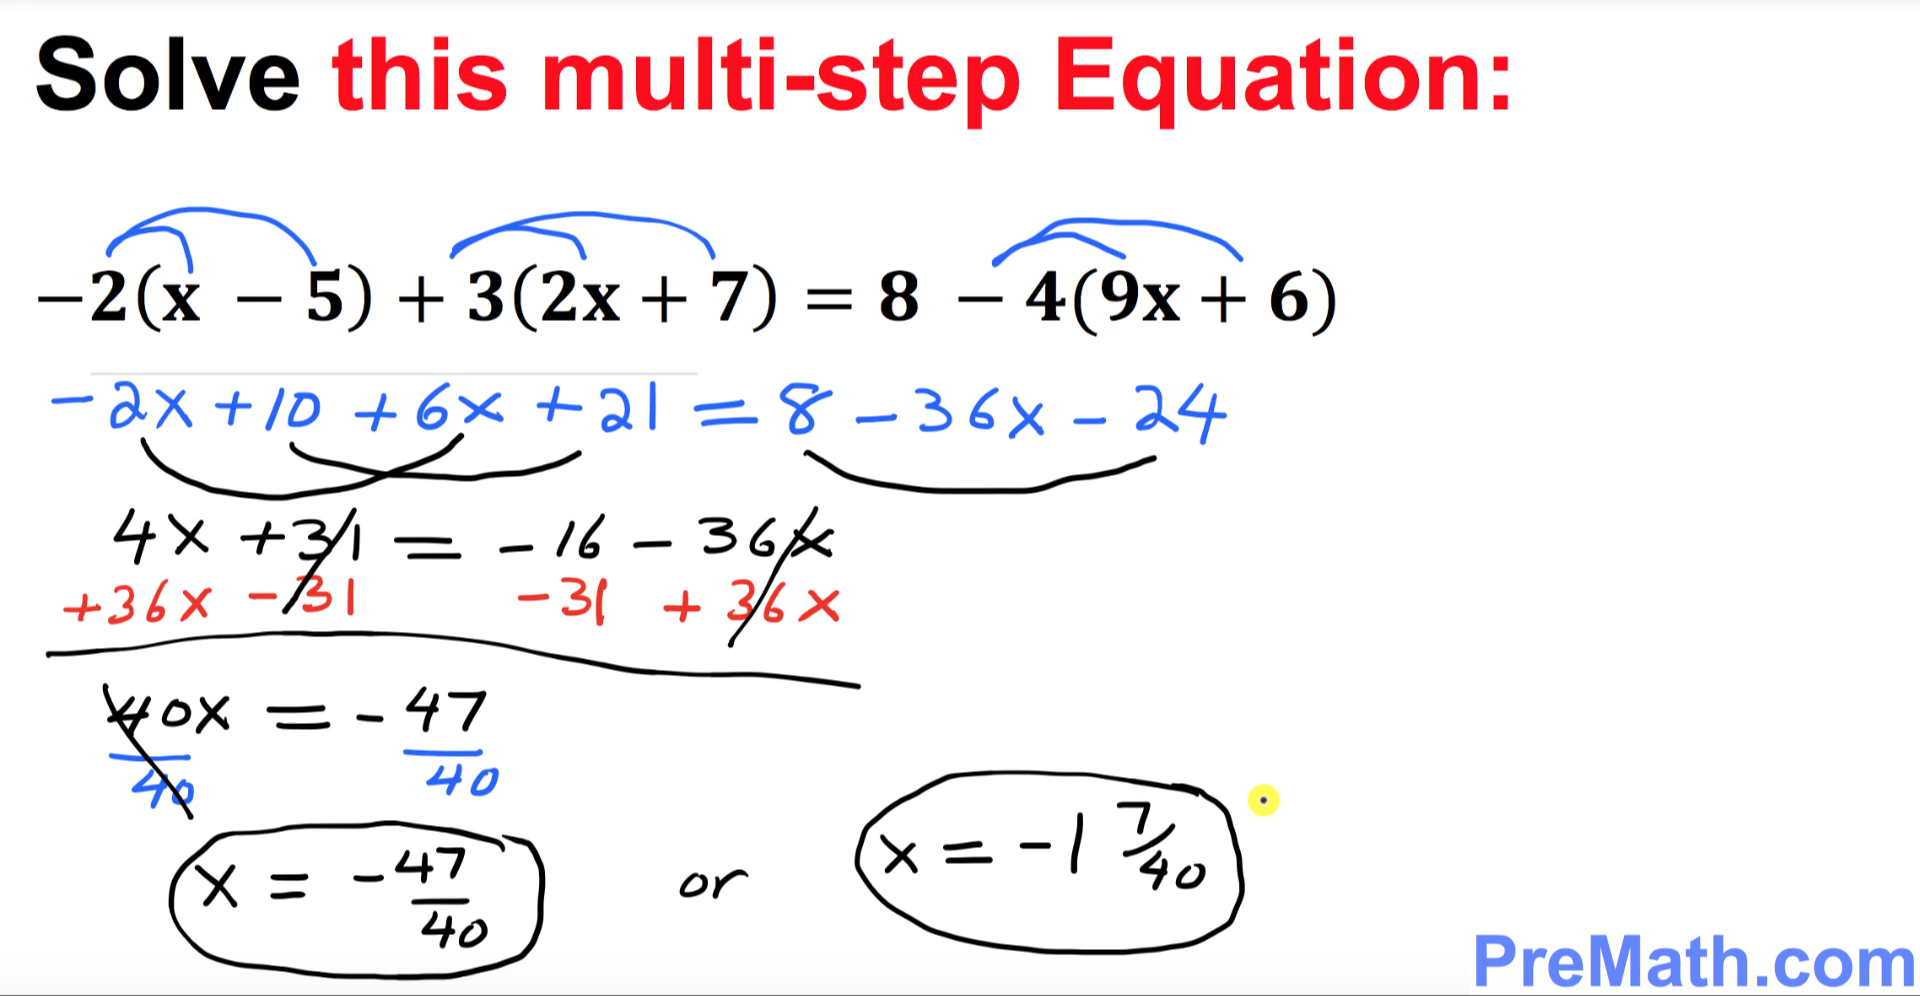 Solve this multi-step Equation:
−2(x − 5) + 3(2x + 7) = 8 − 4(9x + 6)
-2x +10 +6x +21 = 8 - 36x - 24
4x +31 = -16 - 36x
+36x -31 -31 + 36x
40x = - 47
40 40
x = -47/40 or x = -1 7/40
PreMath.com